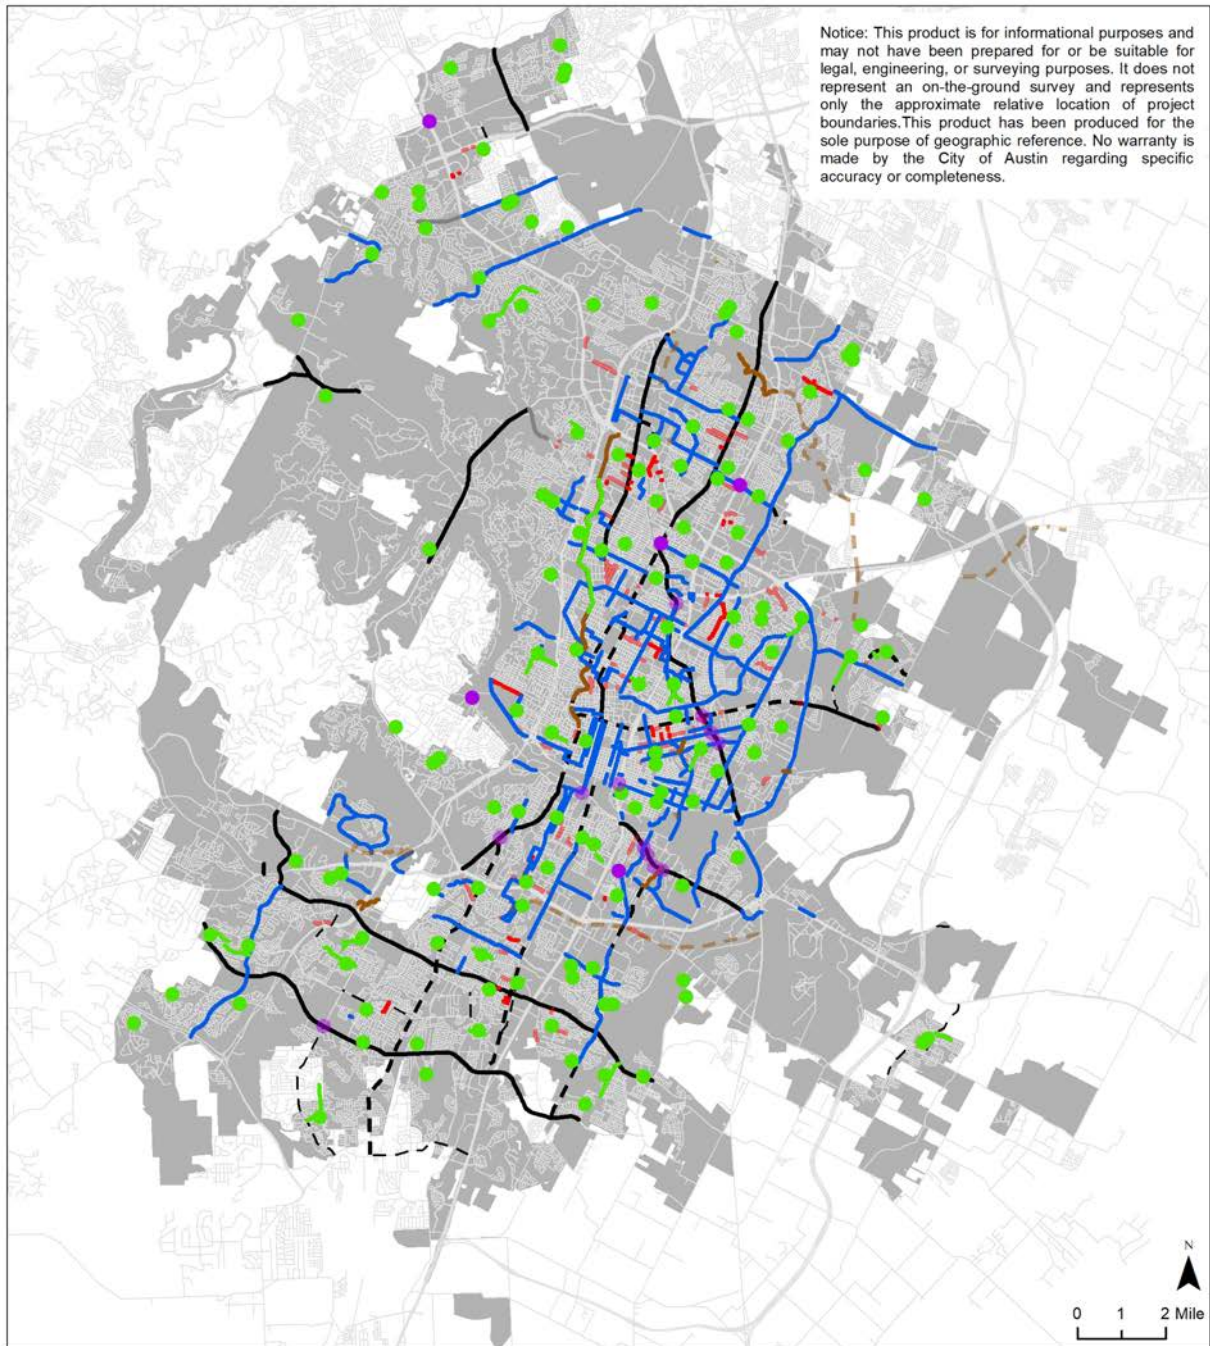 Notice: This product is for informational purposes and
may not have been prepared for or be suitable for
legal, engineering, or surveying purposes. It does not
represent an on-the-ground survey and represents
only the approximate relative location of project
boundaries.This product has been produced for the
sole purpose of geographic reference. No warranty is
made by the City of Austin regarding specific
accuracy or completeness.
N
0 1 2 Mile